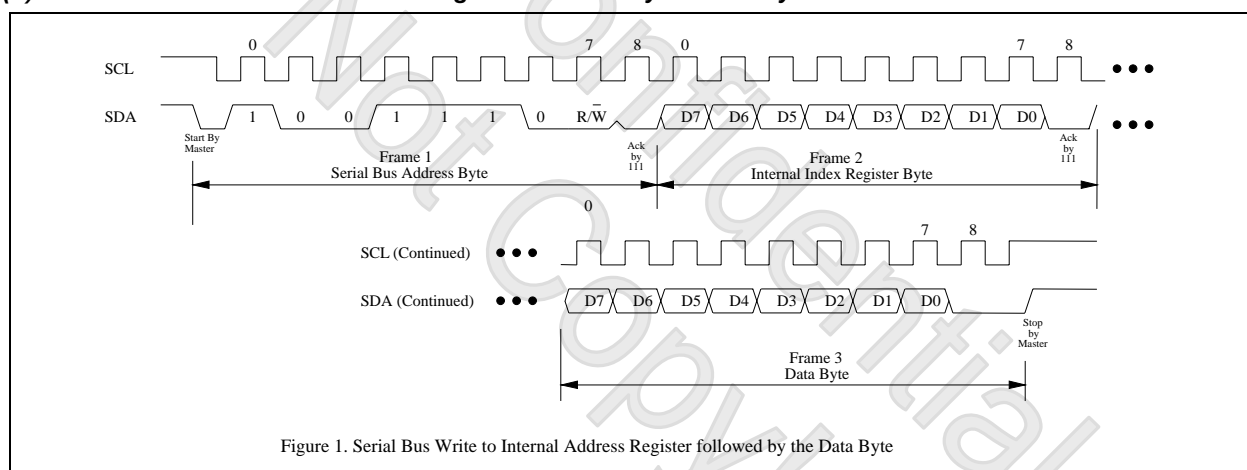 0 7 8 0 7 8
SCL
SDA 1 0 0 1 1 1 0 R/W̅ D7 D6 D5 D4 D3 D2 D1 D0
Start By
Master
Ack
by
111
Ack
by
111
Frame 1
Serial Bus Address Byte
Frame 2
Internal Index Register Byte
0 7 8
SCL (Continued)
SDA (Continued) D7 D6 D5 D4 D3 D2 D1 D0
Stop
by
Master
Frame 3
Data Byte
Figure 1. Serial Bus Write to Internal Address Register followed by the Data Byte